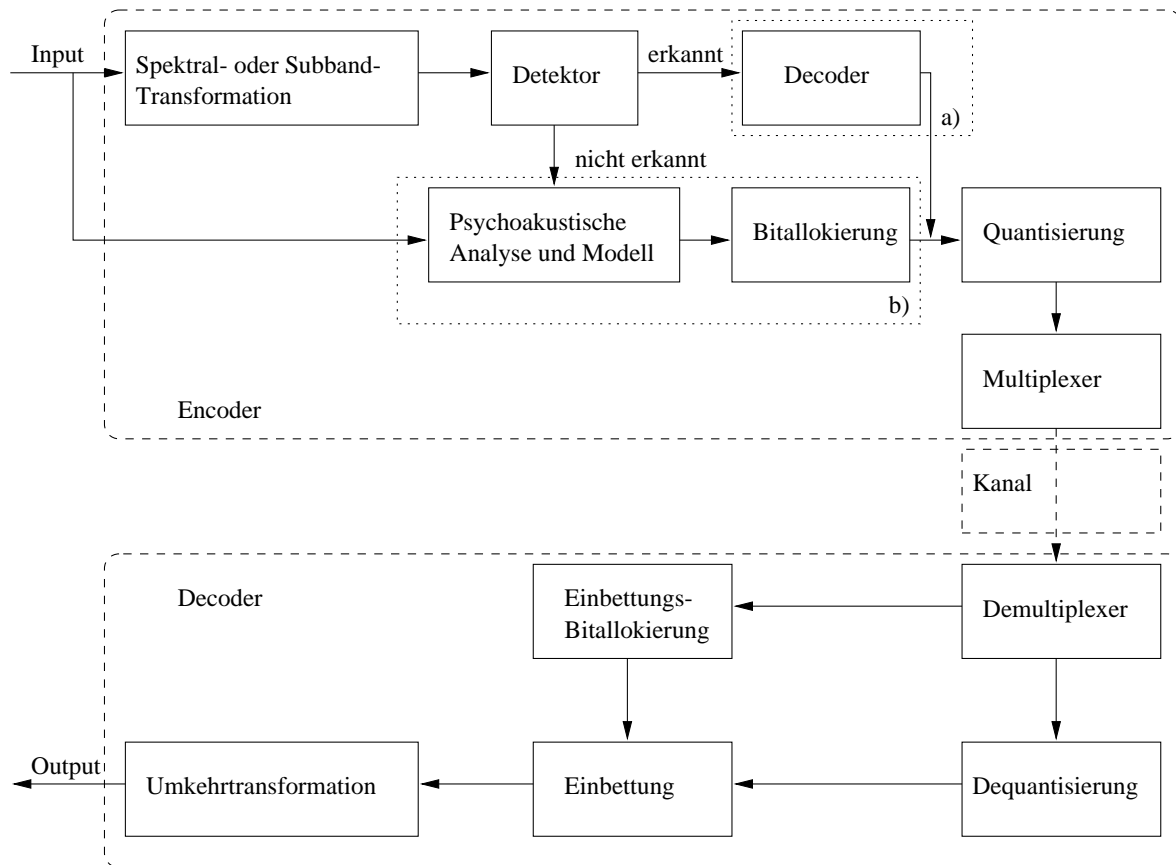 Input
Spektral- oder Subband-
Transformation
Detektor
erkannt
Decoder
a)
nicht erkannt
Psychoakustische
Analyse und Modell
Bitallokierung
b)
Quantisierung
Multiplexer
Encoder
Kanal
Decoder
Einbettungs-
Bitallokierung
Demultiplexer
Output
Umkehrtransformation
Einbettung
Dequantisierung